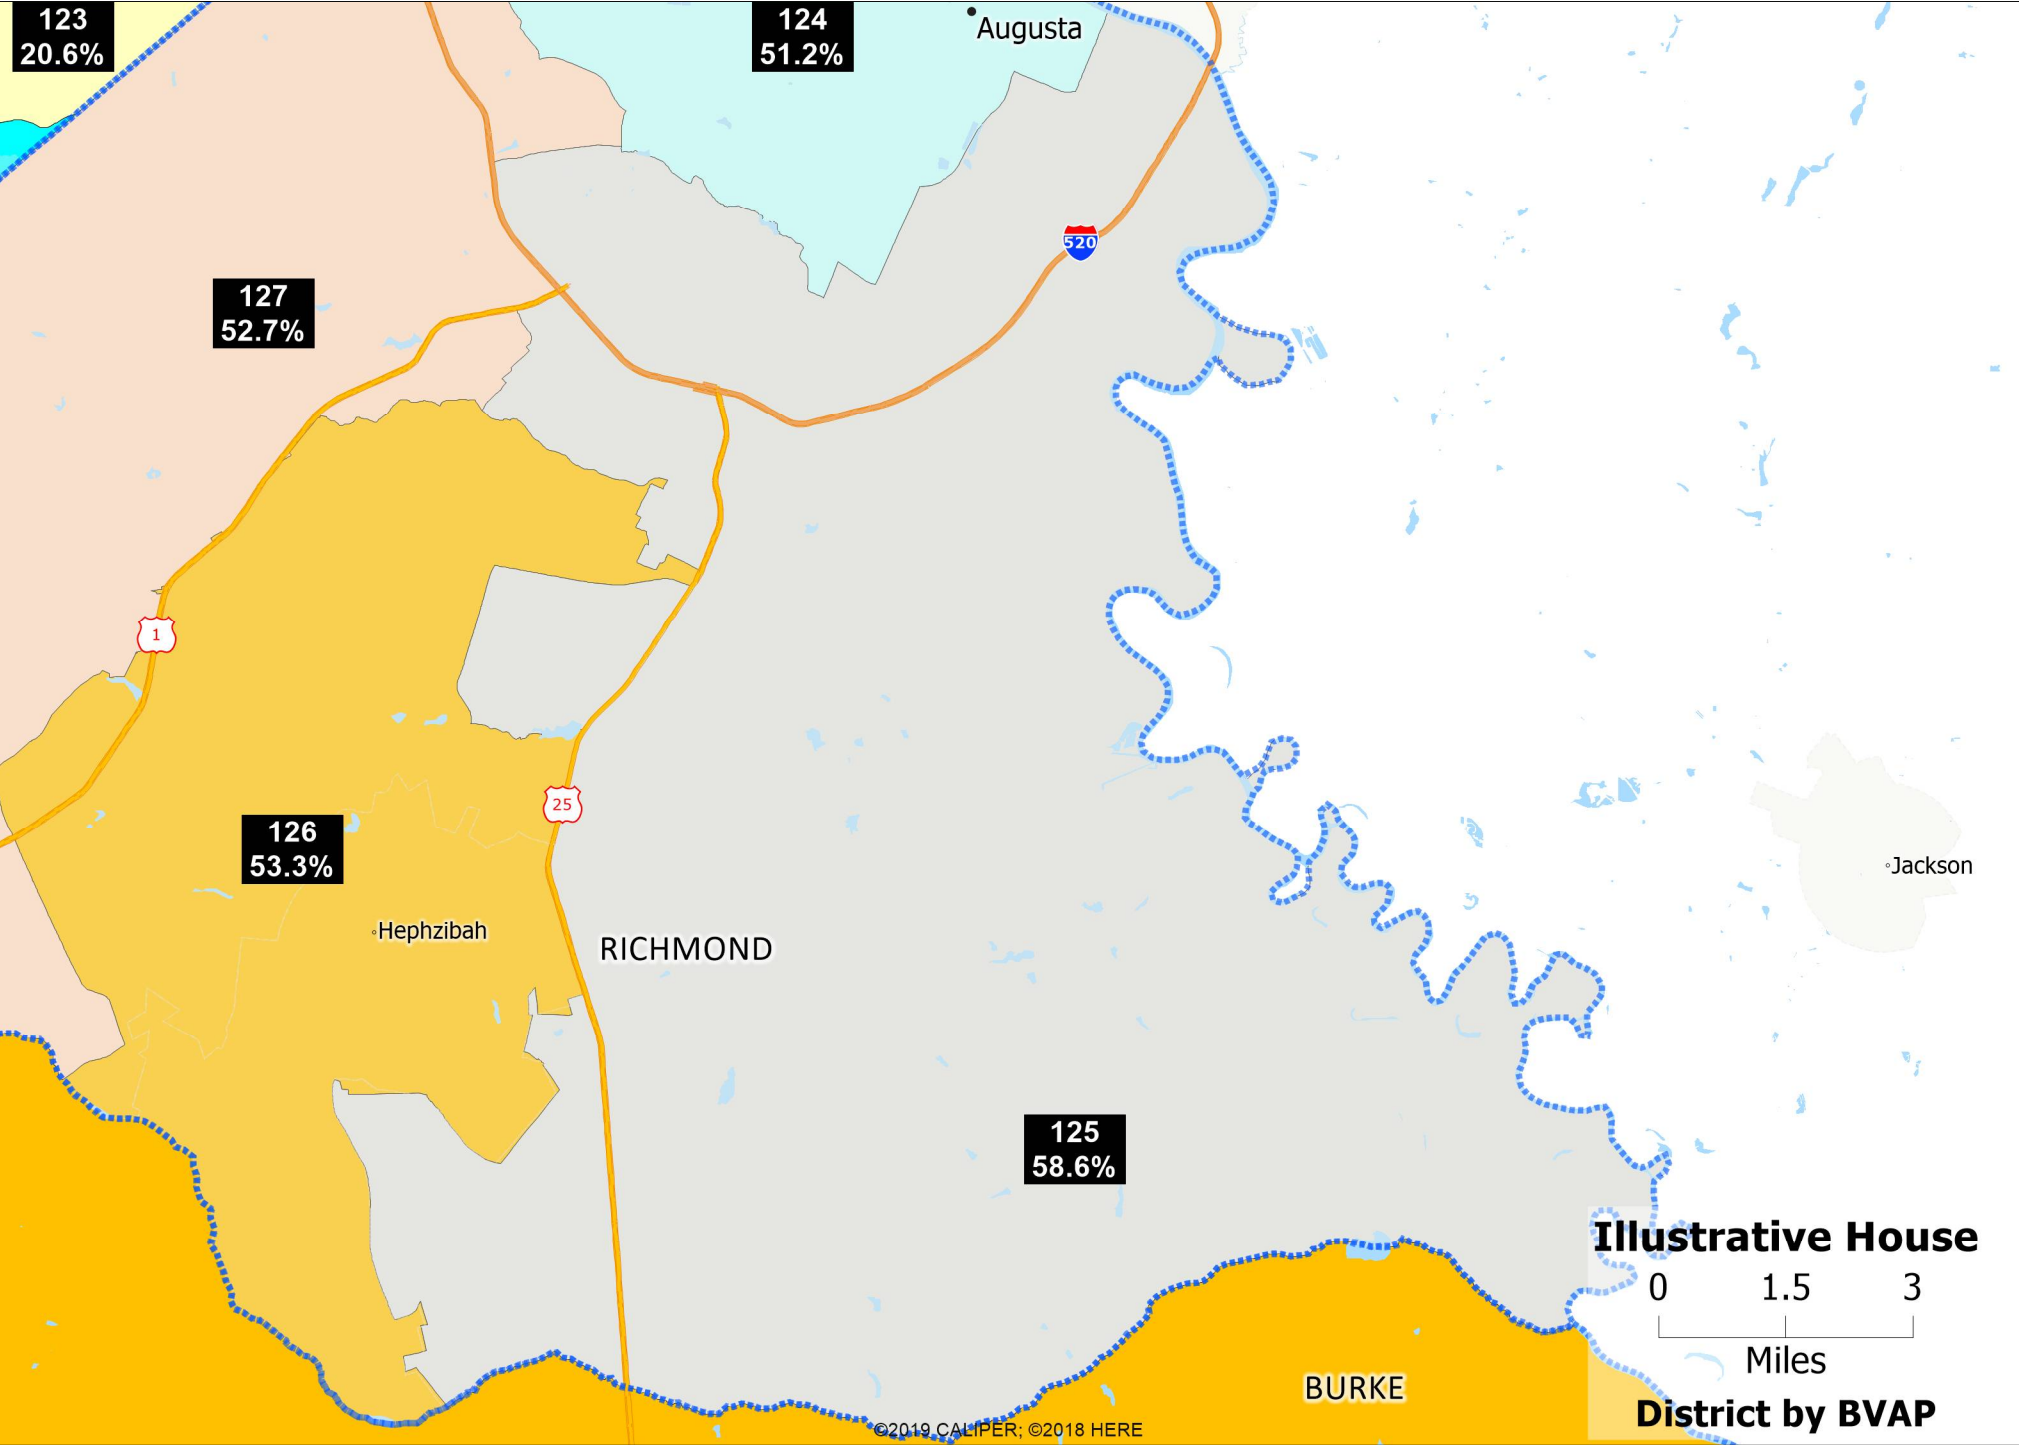 123
20.6%
124
51.2%
Augusta
520
127
52.7%
1
25
126
53.3%
Jackson
Hephzibah
RICHMOND
125
58.6%
Illustrative House
0 1.5 3
Miles
BURKE
District by BVAP
©2019 CALIPER; ©2018 HERE